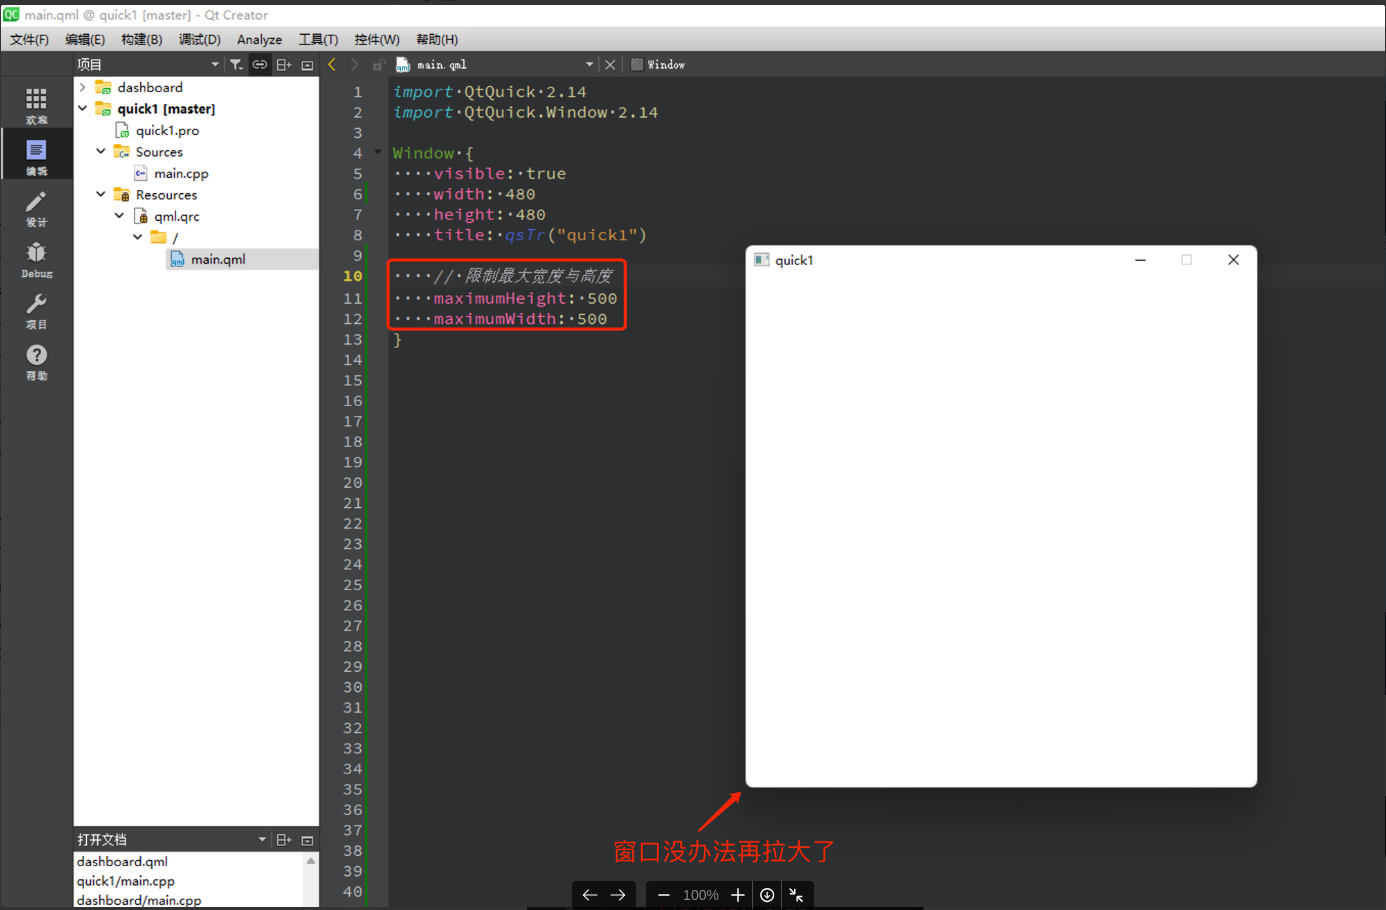 main.qml @ quick1 [master] - Qt Creator
文件(F) 编辑(E) 构建(B) 调试(D) Analyze 工具(T) 控件(W) 帮助(H)
项目
main.qml
Window
欢迎
编辑
设计
Debug
项目
帮助
dashboard
quick1 [master]
quick1.pro
Sources
main.cpp
Resources
qml.qrc
/
main.qml
打开文档
dashboard.qml
quick1/main.cpp
dashboard/main.cpp
1 import·QtQuick·2.14
2 import·QtQuick.Window·2.14
3
4 Window·{
5 ····visible:·true
6 ····width:·480
7 ····height:·480
8 ····title:·qsTr("quick1")
9
10 ····//·限制最大宽度与高度
11 ····maximumHeight:·500
12 ····maximumWidth:·500
13 }
14
15
16
17
18
19
20
21
22
23
24
25
26
27
28
29
30
31
32
33
34
35
36
37
38
39
40
quick1
窗口没办法再拉大了
100%